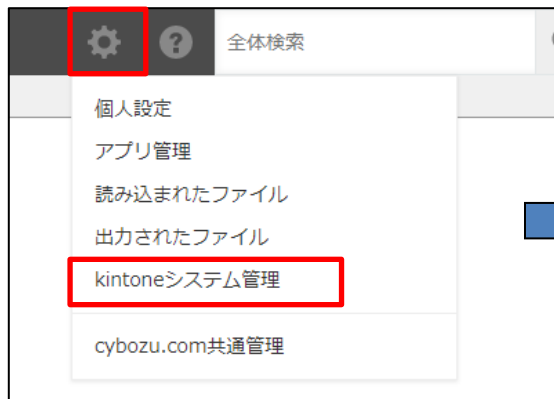 全体検索
個人設定
アプリ管理
読み込まれたファイル
出力されたファイル
kintoneシステム管理
cybozu.com共通管理